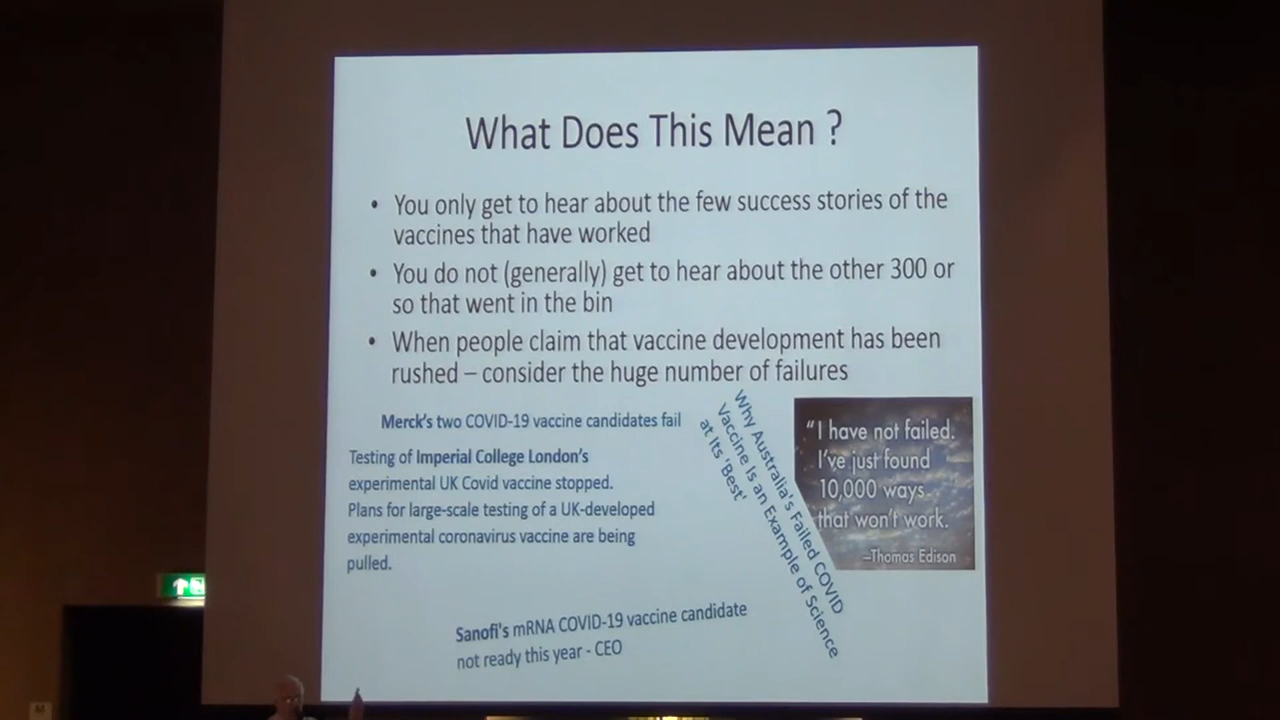 What Does This Mean ?
• You only get to hear about the few success stories of the
vaccines that have worked
• You do not (generally) get to hear about the other 300 or
so that went in the bin
• When people claim that vaccine development has been
rushed – consider the huge number of failures
Merck's two COVID-19 vaccine candidates fail
Testing of Imperial College London's
experimental UK Covid vaccine stopped.
Plans for large-scale testing of a UK-developed
experimental coronavirus vaccine are being
pulled.
Why Australia's Failed COVID
Vaccine Is an Example of Science
at Its 'Best'
“I have not failed.
I've just found
10,000 ways
that won't work.
–Thomas Edison
Sanofi's mRNA COVID-19 vaccine candidate
not ready this year - CEO